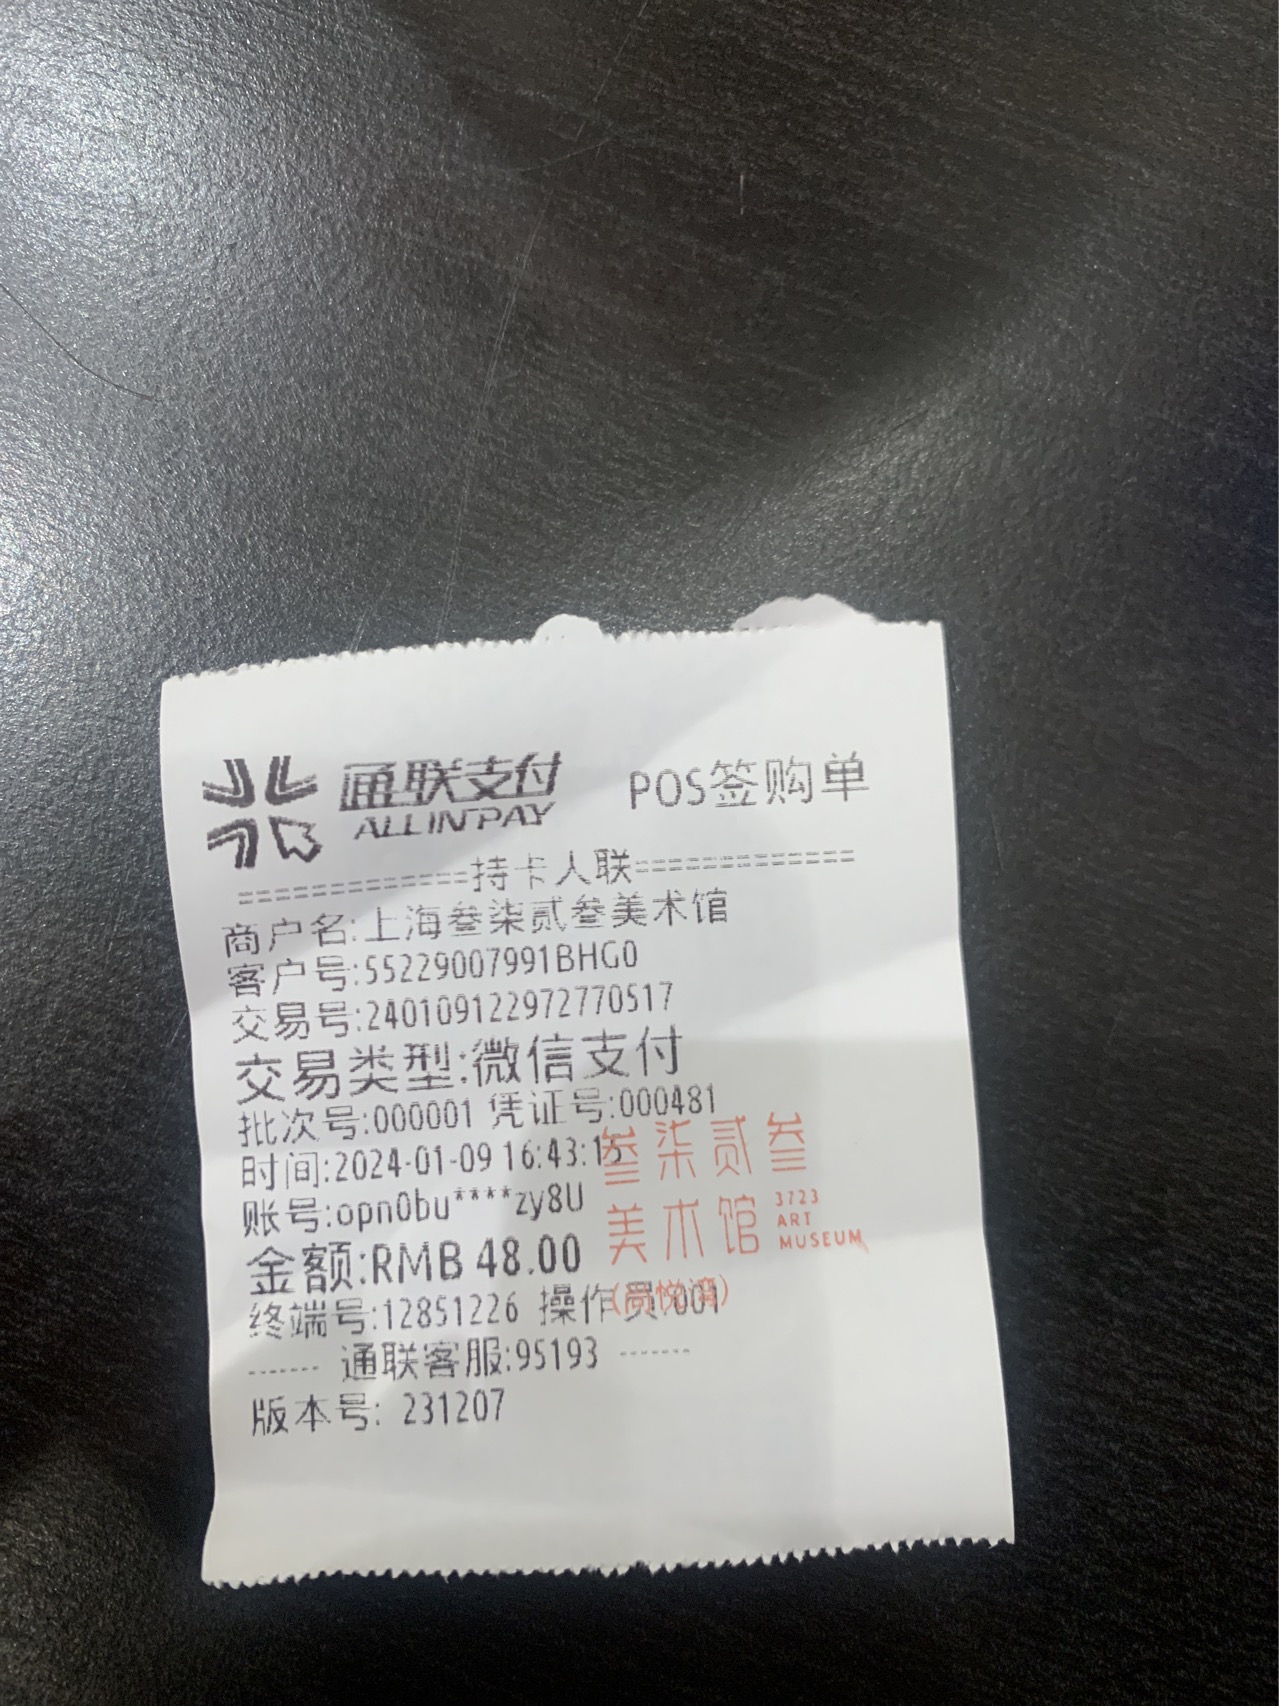 通联支付 POS签购单
ALLINPAY
============持卡人联=============
商户名:上海叁柒贰叁美术馆
客户号:55229007991BHG0
交易号:240109122972770517
交易类型:微信支付
批次号:000001 凭证号:000481
叁柒贰叁
时间:2024-01-09 16:43:15
账号:opn0bu****zy8U
美术馆 3723
ART
MUSEUM
金额:RMB 48.00
终端号:12851226 操作员:001
------ 通联客服:95193 -------
版本号: 231207